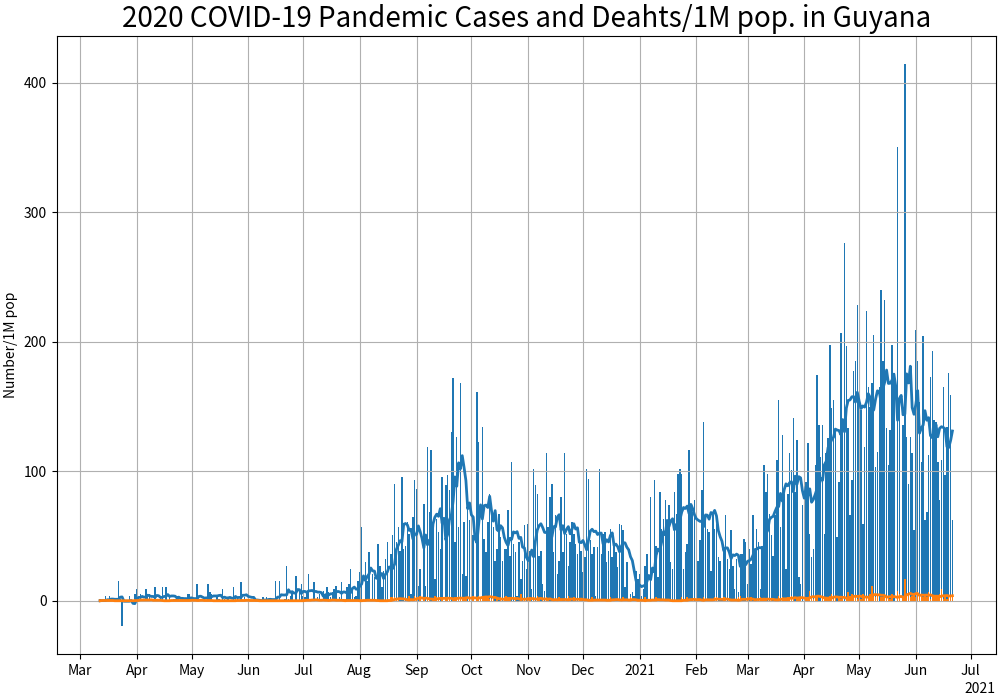 2020 COVID-19 Pandemic Cases and Deahts/1M pop. in Guyana
Number/1M pop
400
300
200
100
0
Mar Apr May Jun Jul Aug Sep Oct Nov Dec 2021 Feb Mar Apr May Jun Jul
2021